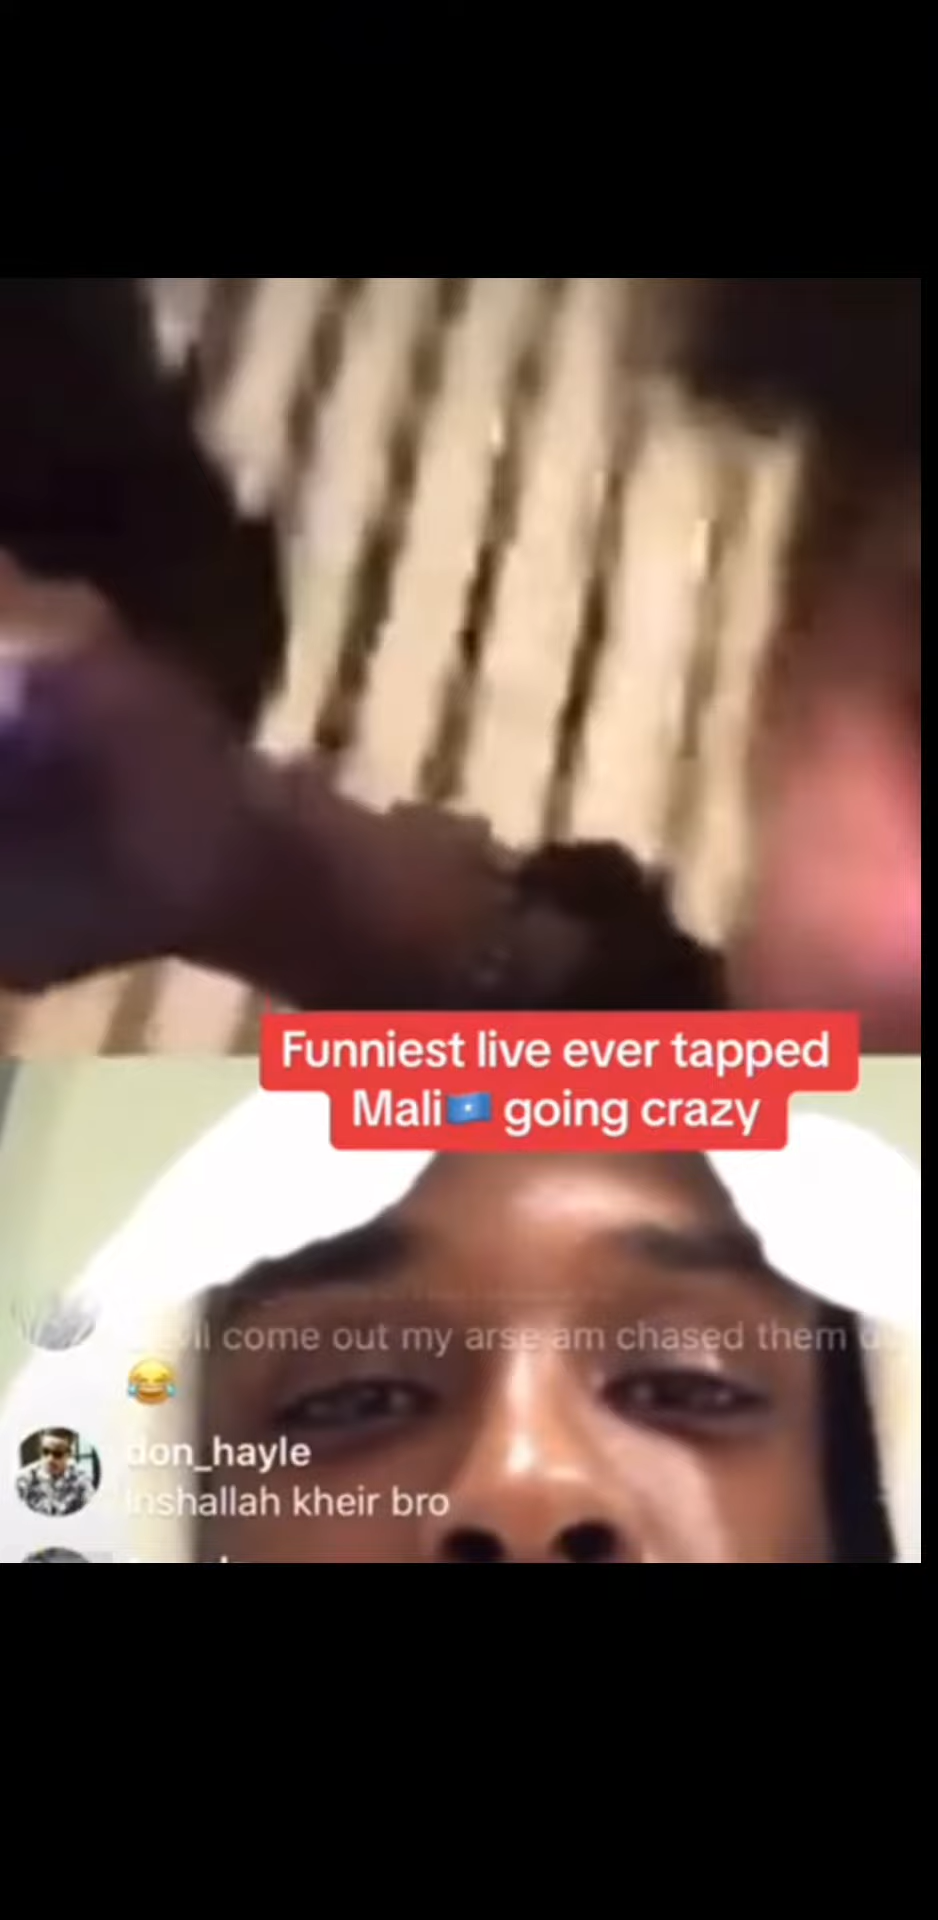 Funniest live ever tapped
Mali🇸🇴 going crazy
come out my arse am chased them
😂
don_hayle
Inshallah kheir bro